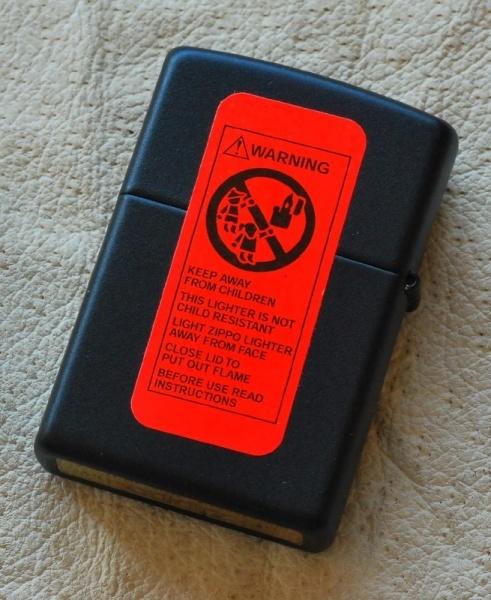 WARNING
KEEP AWAY
FROM CHILDREN
THIS LIGHTER IS NOT
CHILD RESISTANT
LIGHT ZIPPO LIGHTER
AWAY FROM FACE
CLOSE LID TO
PUT OUT FLAME
BEFORE USE READ
INSTRUCTIONS